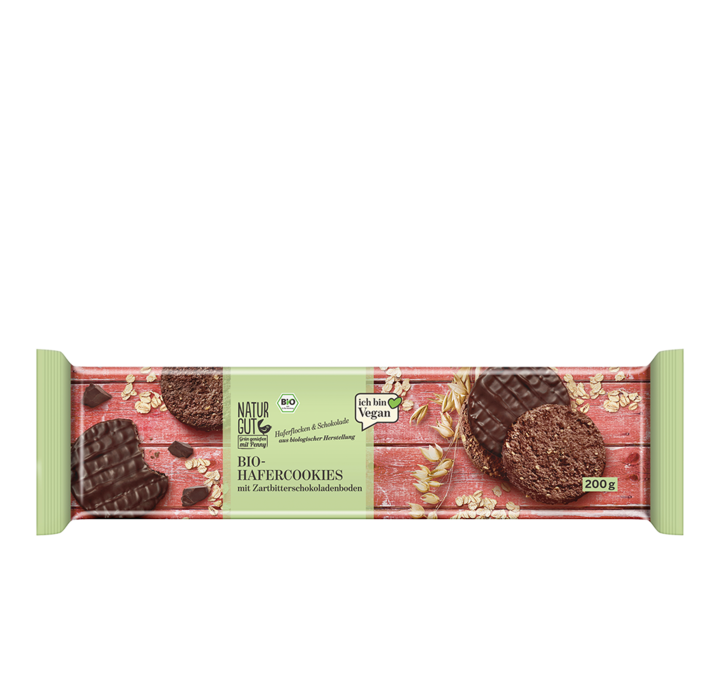 NATUR
GUT
Grün genießen
mit Penny
BiO
Haferflocken & Schokolade
aus biologischer Herstellung
BIO-
HAFERCOOKIES
mit Zartbitterschokoladenboden
ich bin
Vegan
200 g